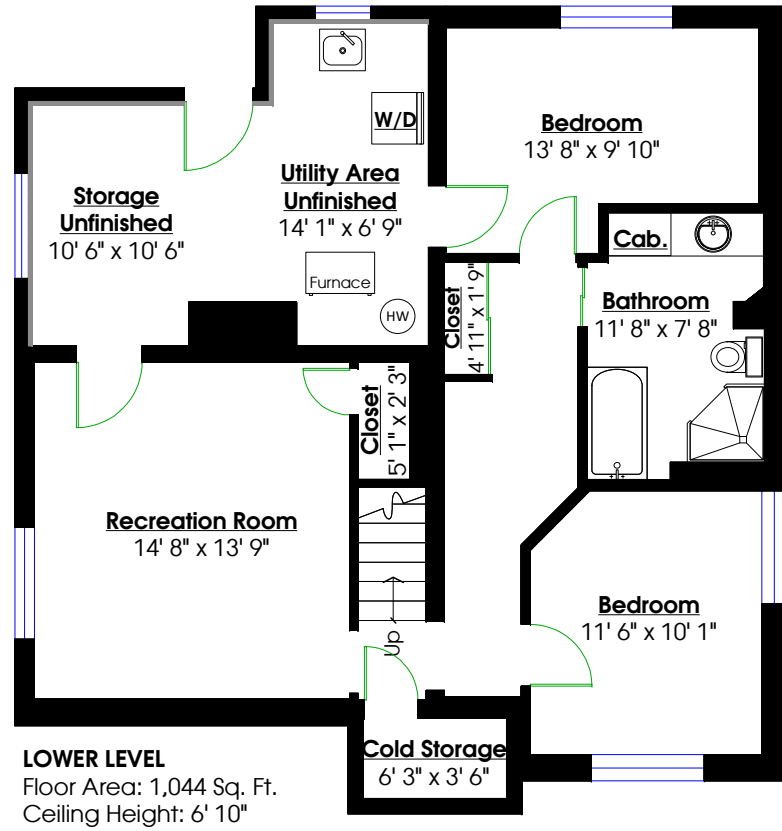 W/D
Bedroom
13' 8" x 9' 10"
Utility Area
Unfinished
14' 1" x 6' 9"
Storage
Unfinished
10' 6" x 10' 6"
Cab.
Furnace
HW
Closet
4' 11" x 1' 9"
Bathroom
11' 8" x 7' 8"
Closet
5' 1" x 2' 3"
Recreation Room
14' 8" x 13' 9"
Up
Bedroom
11' 6" x 10' 1"
Cold Storage
6' 3" x 3' 6"
LOWER LEVEL
Floor Area: 1,044 Sq. Ft.
Ceiling Height: 6' 10"